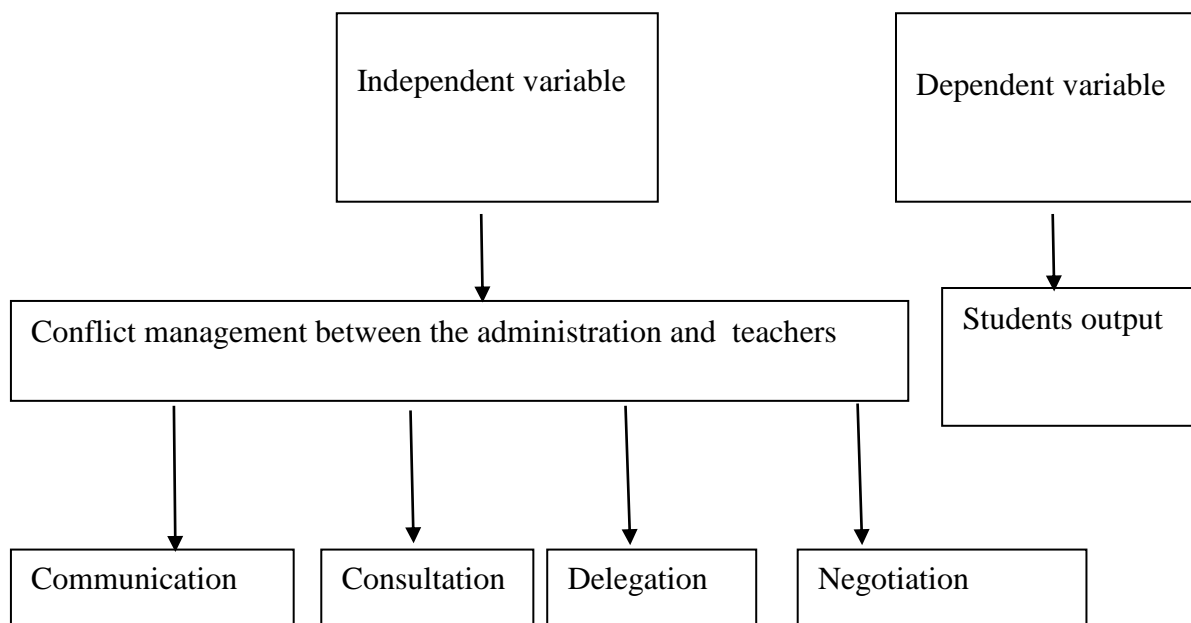 Independent variable
Dependent variable
Conflict management between the administration and  teachers
Students output
Communication
Consultation
Delegation
Negotiation